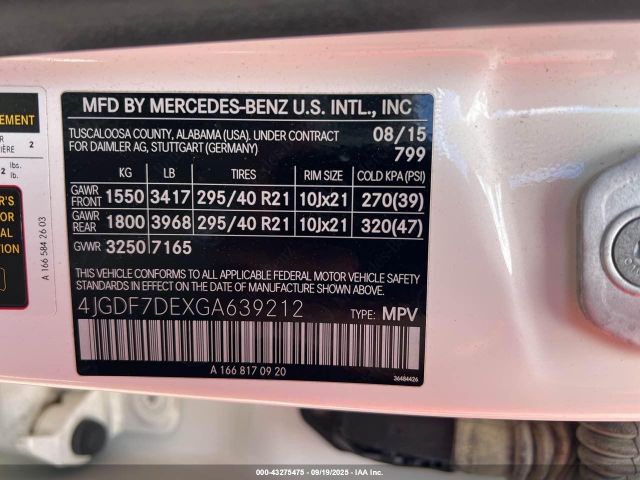 EMENT
R
IÈRE 2
2 lbs.
lb.
R'S
FOR
OR
AL
ION.
A 166 584 26 03
MFD BY MERCEDES-BENZ U.S. INTL., INC
TUSCALOOSA COUNTY, ALABAMA (USA). UNDER CONTRACT 08/15
FOR DAIMLER AG, STUTTGART (GERMANY) 799
KG LB TIRES RIM SIZE COLD KPA (PSI)
GAWR FRONT 1550 3417 295/40 R21 10Jx21 270(39)
GAWR REAR 1800 3968 295/40 R21 10Jx21 320(47)
GVWR 3250 7165
THIS VEHICLE CONFORMS TO ALL APPLICABLE FEDERAL MOTOR VEHICLE SAFETY
STANDARDS IN EFFECT ON THE DATE OF MANUFACTURE SHOWN ABOVE.
4JGDF7DEXGA639212 TYPE: MPV
A 166 817 09 20
36484426
000-43275475 - 09/19/2025 - IAA Inc.